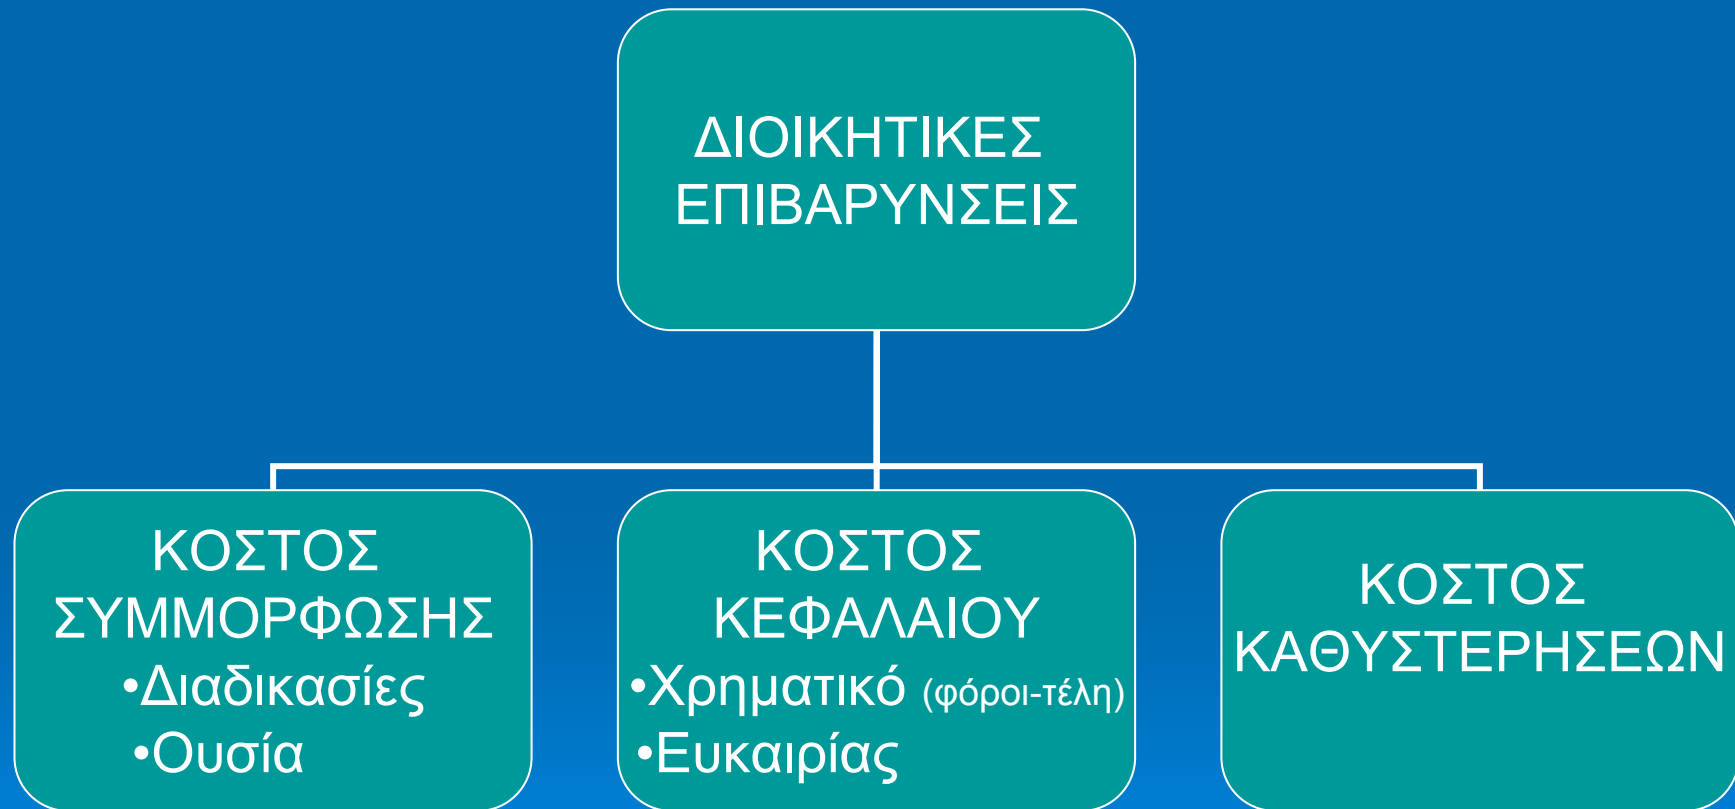 ΔΙΟΙΚΗΤΙΚΕΣ
ΕΠΙΒΑΡΥΝΣΕΙΣ
ΚΟΣΤΟΣ
ΣΥΜΜΟΡΦΩΣΗΣ
•Διαδικασίες
•Ουσία
ΚΟΣΤΟΣ
ΚΕΦΑΛΑΙΟΥ
•Χρηματικό (φόροι-τέλη)
•Ευκαιρίας
ΚΟΣΤΟΣ
ΚΑΘΥΣΤΕΡΗΣΕΩΝ